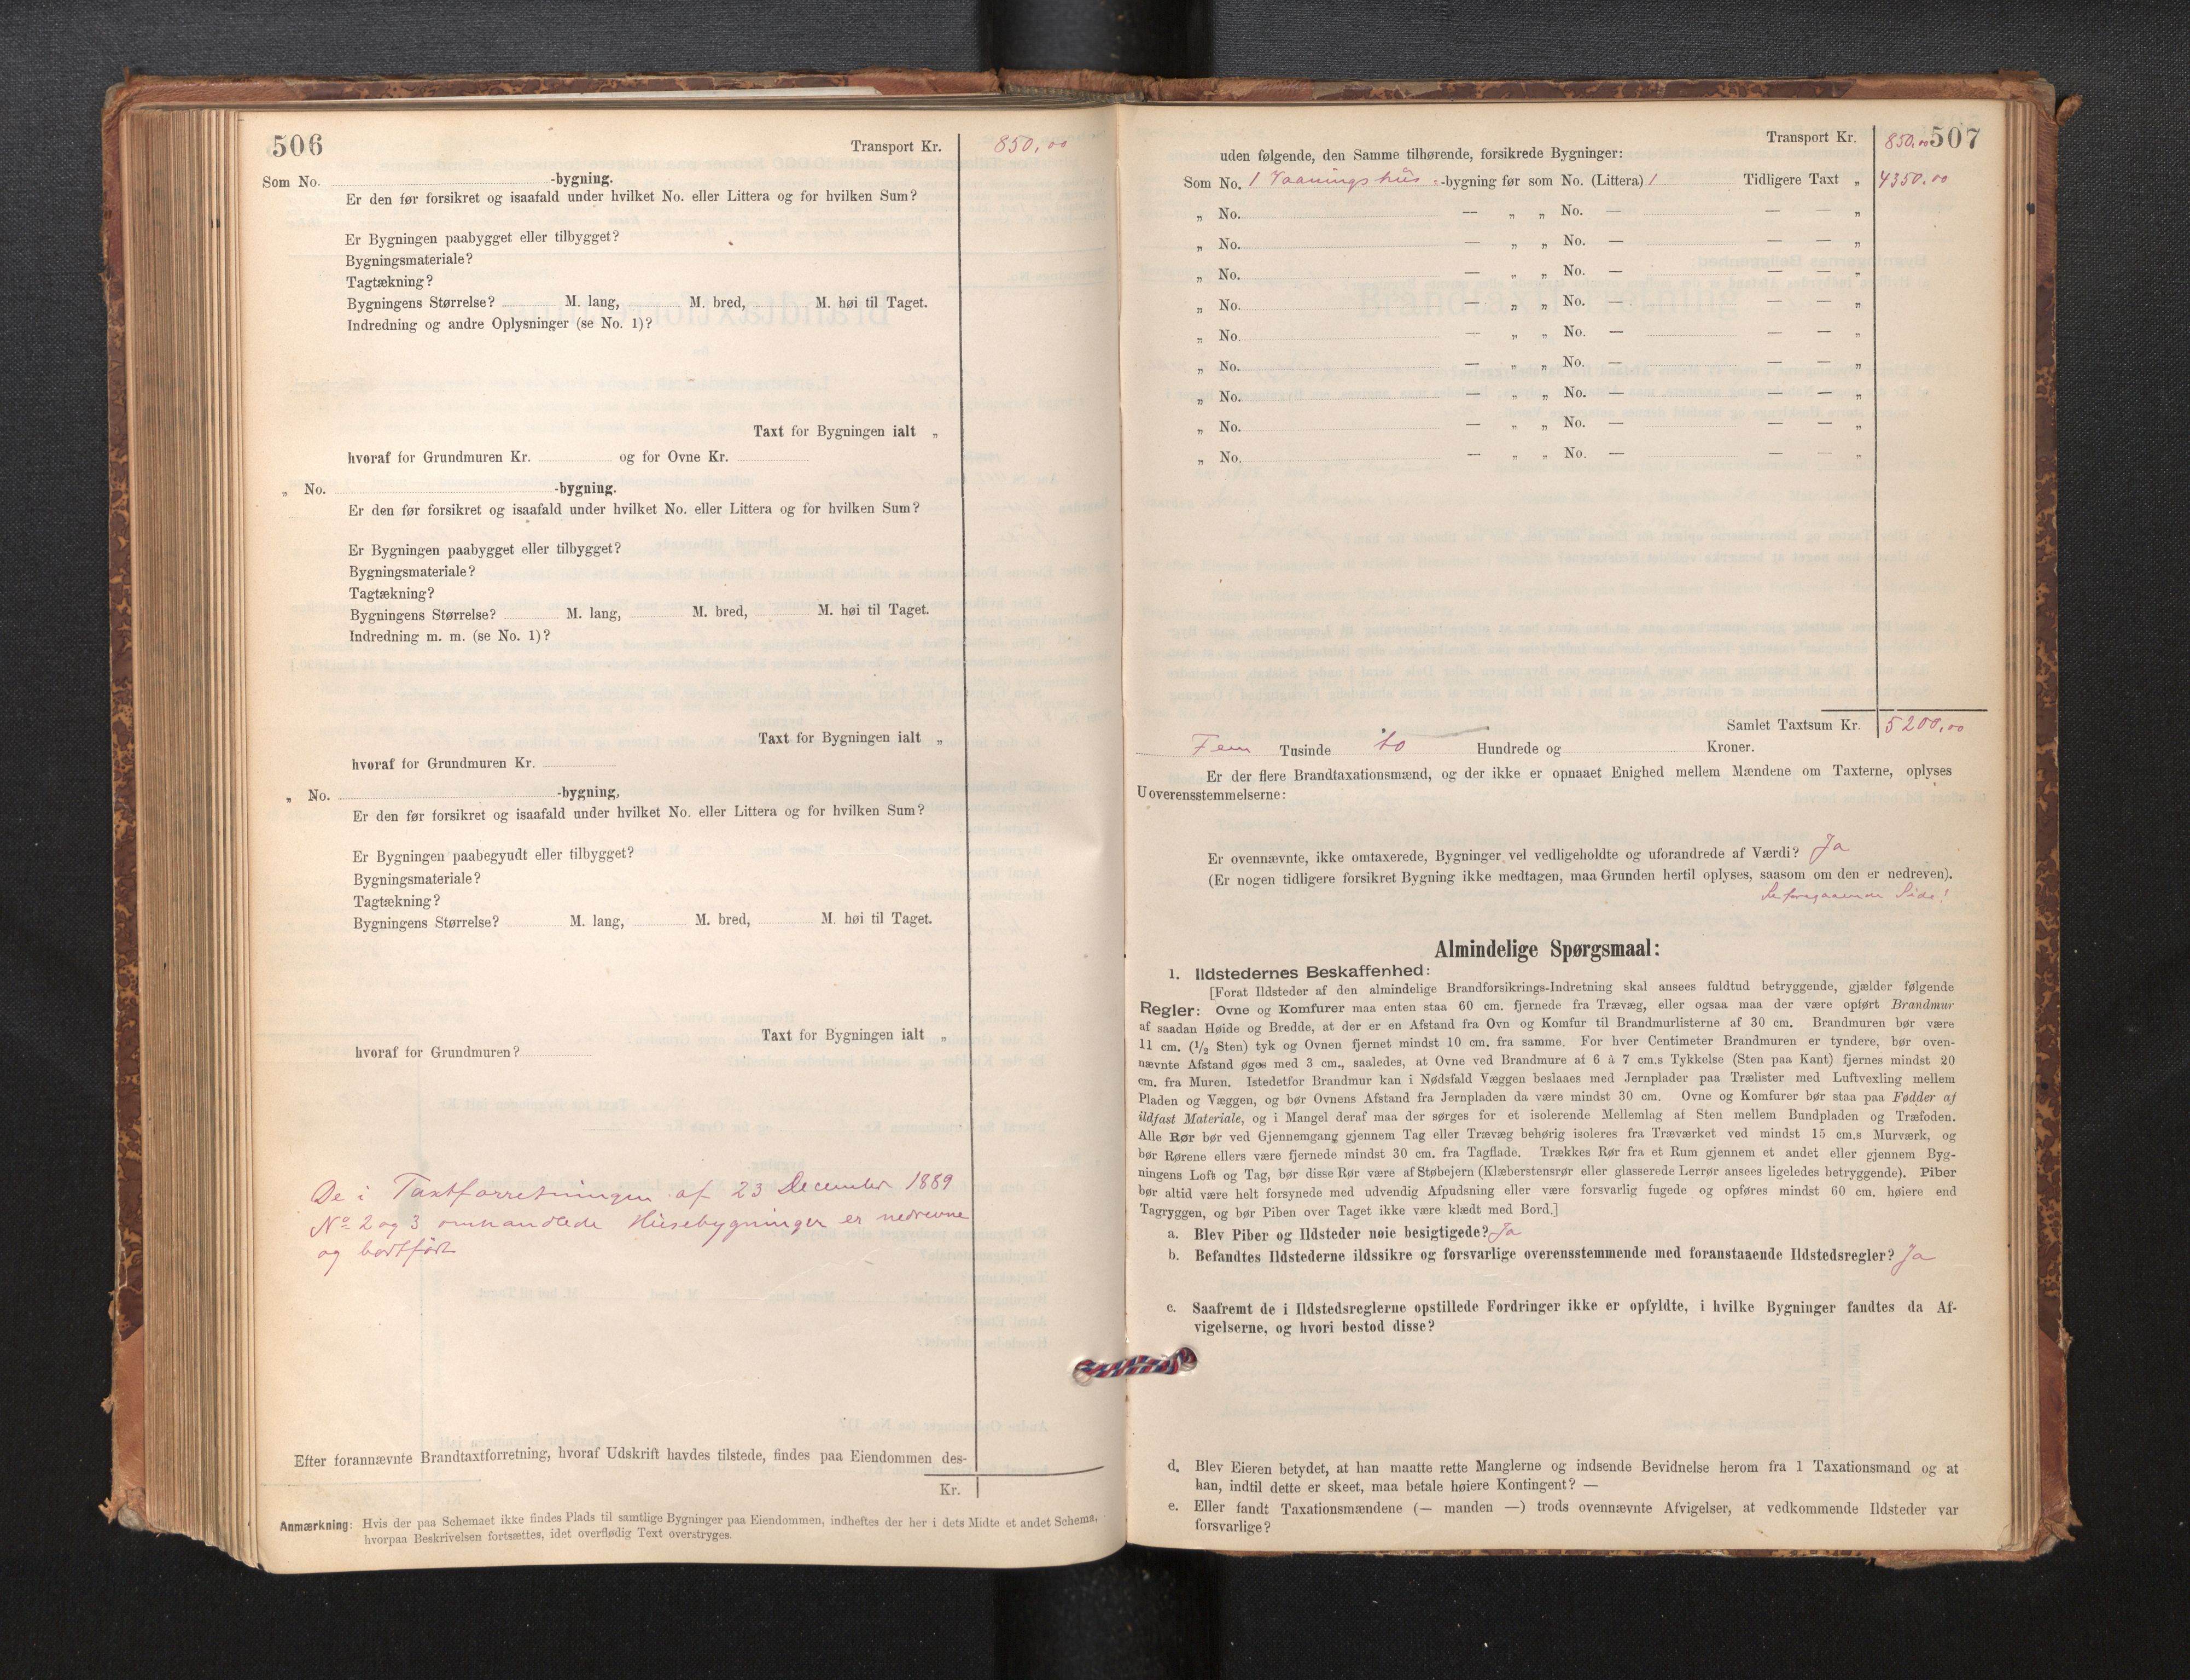 506
Transport Kr. 850,00
Som No. -bygning.
Er den før forsikret og isaafald under hvilket No. eller Littera og for hvilken Sum?
Er Bygningen paabygget eller tilbygget?
Bygningsmateriale?
Tagtækning?
Bygningens Størrelse? M. lang, M. bred, M. høi til Taget.
Indredning og andre Oplysninger (se No. 1)?
Taxt for Bygningen ialt „
hvoraf for Grundmuren Kr. og for Ovne Kr.
„ No. -bygning.
Er den før forsikret og isaafald under hvilket No. eller Littera og for hvilken Sum?
Er Bygningen paabygget eller tilbygget?
Bygningsmateriale?
Tagtækning?
Bygningens Størrelse? M. lang, M. bred, M. høi til Taget.
Indredning m. m. (se No. 1)?
Taxt for Bygningen ialt „
hvoraf for Grundmuren Kr.
„ No. -bygning,
Er den før forsikret og isaafald under hvilket No. eller Littera og for hvilken Sum?
Er Bygningen paabegyudt eller tilbygget?
Bygningsmateriale?
Tagtækning?
Bygningens Størrelse? M. lang, M. bred, M. høi til Taget.
Taxt for Bygningen ialt „
hvoraf for Grundmuren?
De i Taxtforretningen af 23 December 1889
No 2 og 3 omhandlede Husebygninger er nedrevne
og bortført
Efter forannævnte Brandtaxtforretning, hvoraf Udskrift havdes tilstede, findes paa Eiendommen des-
Kr.
Anmærkning: Hvis der paa Schemaet ikke findes Plads til samtlige Bygninger paa Eiendommen, indheftes der her i dets Midte et andet Schema,
hvorpaa Beskrivelsen fortsættes, idet overflødig Text overstryges.
507
Transport Kr. 850,00
uden følgende, den Samme tilhørende, forsikrede Bygninger:
Som No. 1 Vaaningshus -bygning før som No. (Littera) 1 Tidligere Taxt „ 4350,00
„ No. — „ „ No. — — — „
„ No. — „ „ No. — — — „
„ No. — „ „ No. — — — „
„ No. — „ „ No. — — — „
„ No. — „ „ No. — — — „
„ No. — „ „ No. — — — „
„ No. — „ „ No. — — — „
„ No. — „ „ No. — — — „
„ No. — „ „ No. — — — „
Samlet Taxtsum Kr. 5200,00
Fem Tusinde to Hundrede og Kroner.
Er der flere Brandtaxationsmænd, og der ikke er opnaaet Enighed mellem Mændene om Taxterne, oplyses
Uoverensstemmelserne:
Er ovennævnte, ikke omtaxerede, Bygninger vel vedligeholdte og uforandrede af Værdi? Ja
(Er nogen tidligere forsikret Bygning ikke medtagen, maa Grunden hertil oplyses, saasom om den er nedreven).
Se foregaaende Side!
Almindelige Spørgsmaal:
1. Ildstedernes Beskaffenhed:
[Forat Ildsteder af den almindelige Brandforsikrings-Indretning skal ansees fuldtud betryggende, gjælder følgende
Regler: Ovne og Komfurer maa enten staa 60 cm. fjernede fra Trævæg, eller ogsaa maa der være opført Brandmur
af saadan Høide og Bredde, at der er en Afstand fra Ovn og Komfur til Brandmurlisterne af 30 cm. Brandmuren bør være
11 cm. (1/2 Sten) tyk og Ovnen fjernet mindst 10 cm. fra samme. For hver Centimeter Brandmuren er tyndere, bør oven-
nævnte Afstand øges med 3 cm., saaledes, at Ovne ved Brandmure af 6 à 7 cm.s Tykkelse (Sten paa Kant) fjernes mindst 20
cm. fra Muren. Istedetfor Brandmur kan i Nødsfald Væggen beslaaes med Jernplader paa Trælister med Luftvexling mellem
Pladen og Væggen, og bør Ovnens Afstand fra Jernpladen da være mindst 30 cm. Ovne og Komfurer bør staa paa Fødder af
ildfast Materiale, og i Mangel deraf maa der sørges for et isolerende Mellemlag af Sten mellem Bundpladen og Træfoden.
Alle Rør bør ved Gjennemgang gjennem Tag eller Trævæg behørig isoleres fra Træværket ved mindst 15 cm.s Murværk, og
bør Rørene ellers være fjernede mindst 30 cm. fra Tagflade. Trækkes Rør fra et Rum gjennem et andet eller gjennem Byg-
ningens Loft og Tag, bør disse Rør være af Støbejern (Klæberstensrør eller glasserede Lerrør ansees ligeledes betryggende). Piber
bør altid være helt forsynede med udvendig Afpudsning eller være forsvarlig fugede og opføres mindst 60 cm. høiere end
Tagryggen, og bør Piben over Taget ikke være klædt med Bord.]
a. Blev Piber og Ildsteder nøie besigtigede? Ja
b. Befandtes Ildstederne ildssikre og forsvarlige overensstemmende med foranstaaende Ildstedsregler? Ja
c. Saafremt de i Ildstedsreglerne opstillede Fordringer ikke er opfyldte, i hvilke Bygninger fandtes da Af-
vigelserne, og hvori bestod disse?
d. Blev Eieren betydet, at han maatte rette Manglerne og indsende Bevidnelse herom fra 1 Taxationsmand og at
han, indtil dette er skeet, maa betale høiere Kontingent? —
e. Eller fandt Taxationsmændene (— manden —) trods ovennævnte Afvigelser, at vedkommende Ildsteder var
forsvarlige?